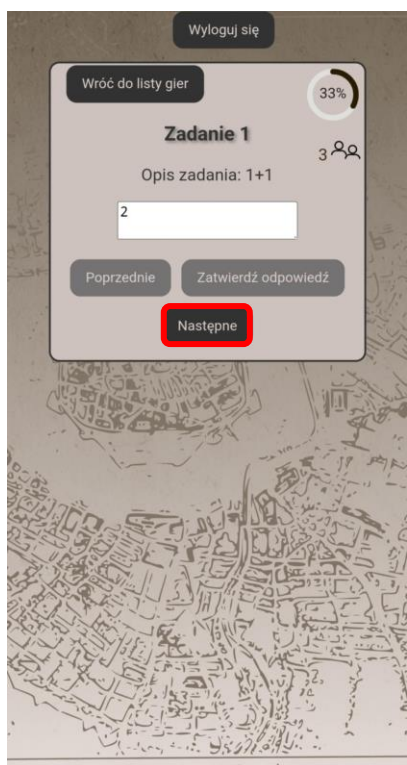 Wyloguj się
Wróć do listy gier
33%
Zadanie 1
3
Opis zadania: 1+1
2
Poprzednie
Zatwierdź odpowiedź
Następne